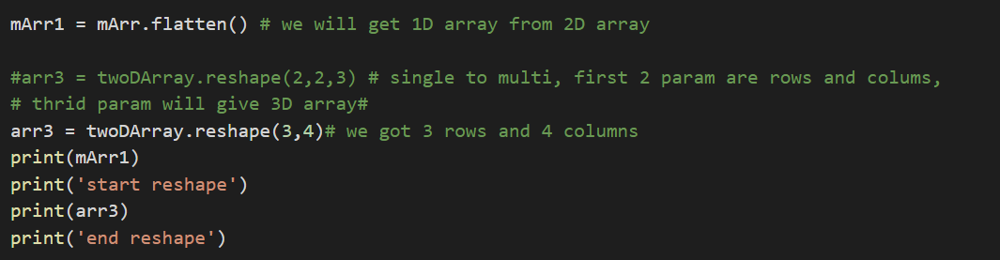 mArr1 = mArr.flatten() # we will get 1D array from 2D array
#arr3 = twoDArray.reshape(2,2,3) # single to multi, first 2 param are rows and colums,
# thrid param will give 3D array#
arr3 = twoDArray.reshape(3,4)# we got 3 rows and 4 columns
print(mArr1)
print('start reshape')
print(arr3)
print('end reshape')